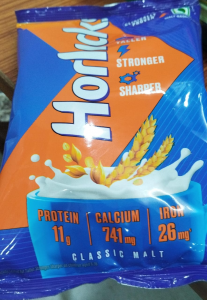 Horlicks
TALLER
STRONGER
SHARPER
PROTEIN
11g
CALCIUM
741mg
IRON
26mg
CLASSIC MALT